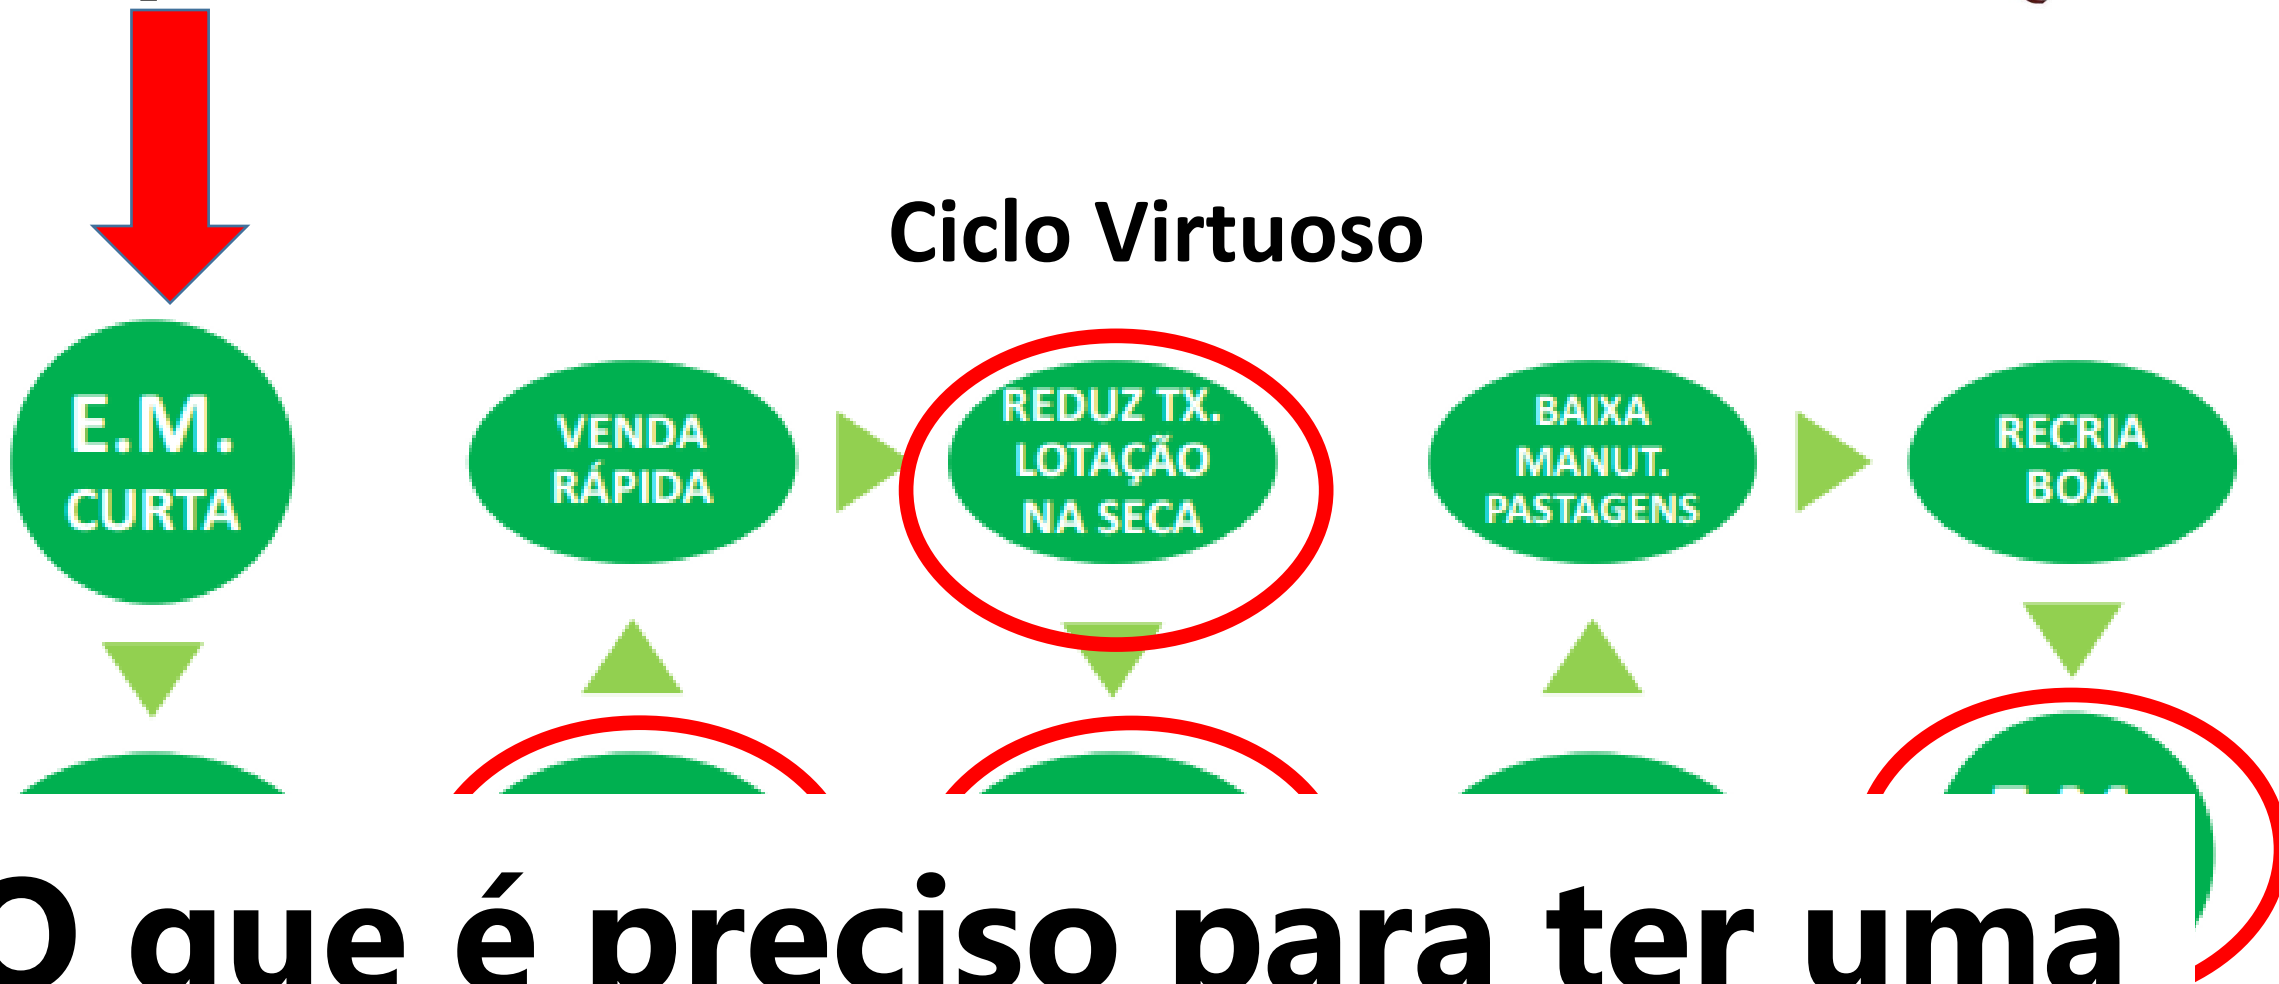 Ciclo Virtuoso
E.M.
CURTA
VENDA
RÁPIDA
REDUZ TX.
LOTAÇÃO
NA SECA
BAIXA
MANUT.
PASTAGENS
RECRIA
BOA
O que é preciso para ter uma